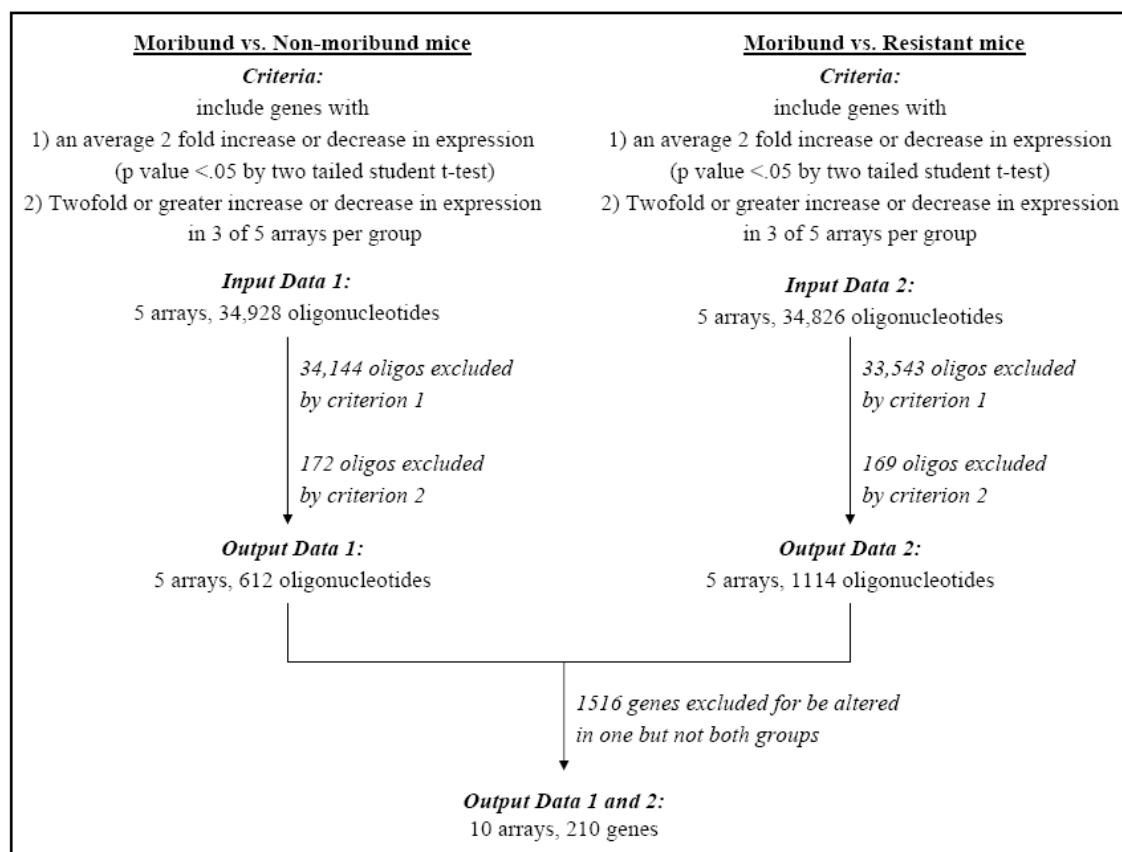 Moribund vs. Non-moribund mice
Criteria:
include genes with
1) an average 2 fold increase or decrease in expression
(p value <.05 by two tailed student t-test)
2) Twofold or greater increase or decrease in expression
in 3 of 5 arrays per group
Input Data 1:
5 arrays, 34,928 oligonucleotides
34,144 oligos excluded
by criterion 1
172 oligos excluded
by criterion 2
Output Data 1:
5 arrays, 612 oligonucleotides
Moribund vs. Resistant mice
Criteria:
include genes with
1) an average 2 fold increase or decrease in expression
(p value <.05 by two tailed student t-test)
2) Twofold or greater increase or decrease in expression
in 3 of 5 arrays per group
Input Data 2:
5 arrays, 34,826 oligonucleotides
33,543 oligos excluded
by criterion 1
169 oligos excluded
by criterion 2
Output Data 2:
5 arrays, 1114 oligonucleotides
1516 genes excluded for be altered
in one but not both groups
Output Data 1 and 2:
10 arrays, 210 genes